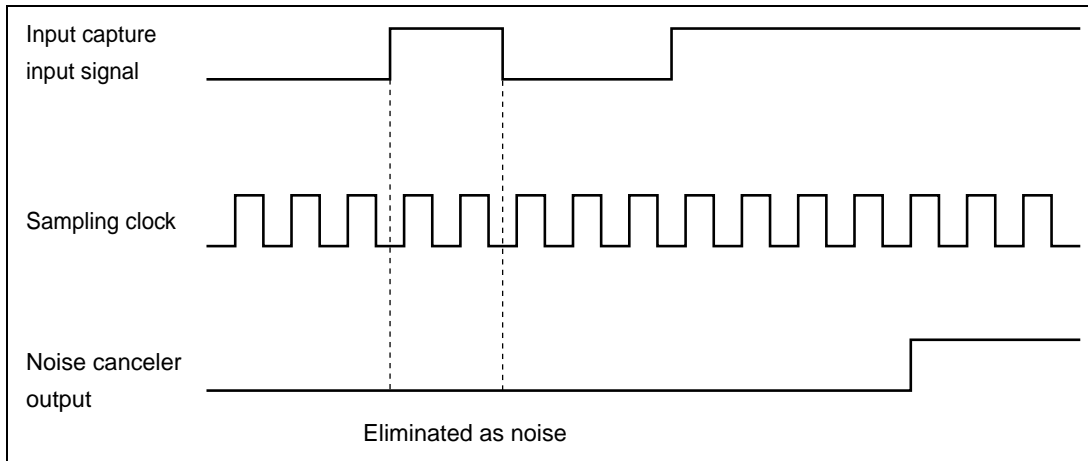 Input capture
input signal
Sampling clock
Noise canceler
output
Eliminated as noise